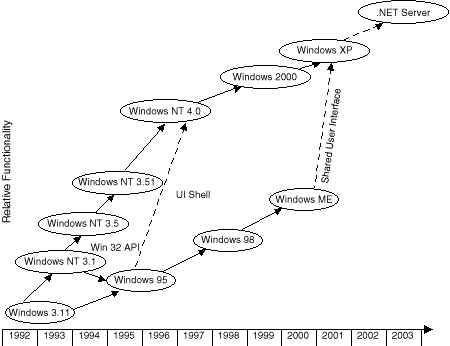 .NET Server
Windows XP
Windows 2000
Windows NT 4.0
Shared User Interface
Relative Functionality
Windows NT 3.51
UI Shell
Windows ME
Windows NT 3.5
Win 32 API
Windows 98
Windows NT 3.1
Windows 95
Windows 3.11
1992 1993 1994 1995 1996 1997 1998 1999 2000 2001 2002 2003